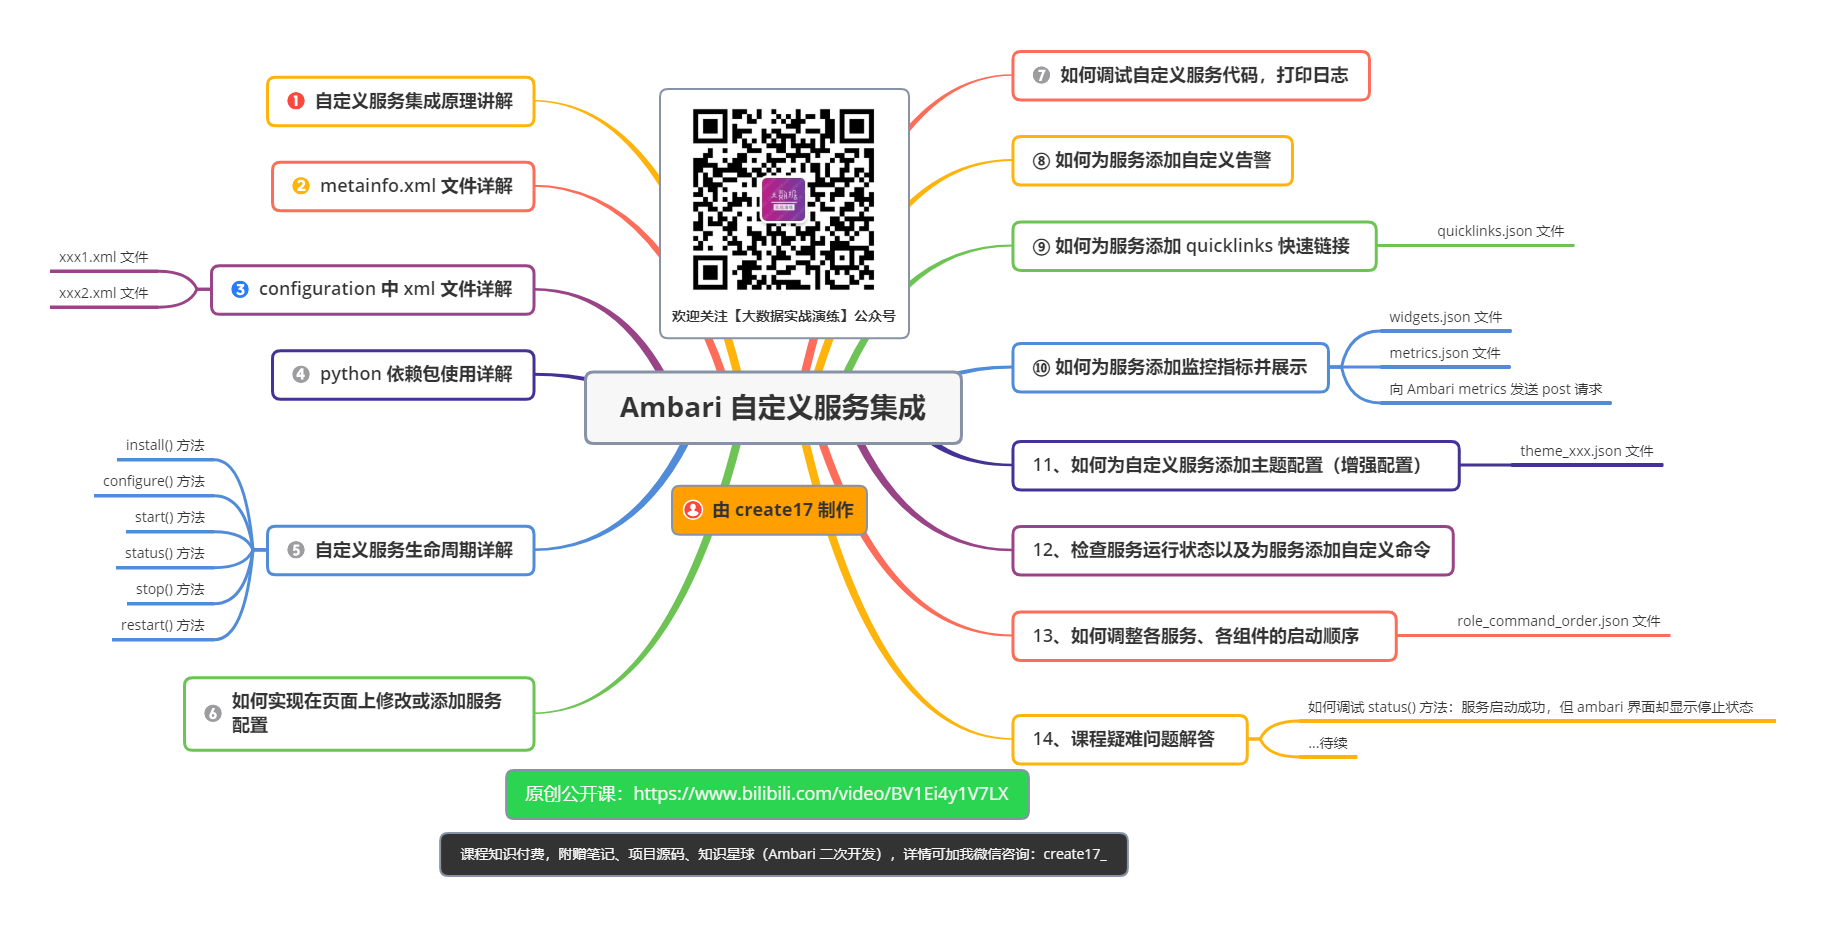 Ambari 自定义服务集成
欢迎关注【大数据实战演练】公众号
由 create17 制作
❶ 自定义服务集成原理讲解
❷ metainfo.xml 文件详解
❸ configuration 中 xml 文件详解
xxx1.xml 文件
xxx2.xml 文件
❹ python 依赖包使用详解
❺ 自定义服务生命周期详解
install() 方法
configure() 方法
start() 方法
status() 方法
stop() 方法
restart() 方法
❻ 如何实现在页面上修改或添加服务
配置
❼ 如何调试自定义服务代码，打印日志
⑧ 如何为服务添加自定义告警
⑨ 如何为服务添加 quicklinks 快速链接
quicklinks.json 文件
⑩ 如何为服务添加监控指标并展示
widgets.json 文件
metrics.json 文件
向 Ambari metrics 发送 post 请求
11、如何为自定义服务添加主题配置（增强配置）
theme_xxx.json 文件
12、检查服务运行状态以及为服务添加自定义命令
13、如何调整各服务、各组件的启动顺序
role_command_order.json 文件
14、课程疑难问题解答
如何调试 status() 方法：服务启动成功，但 ambari 界面却显示停止状态
...待续
原创公开课：https://www.bilibili.com/video/BV1Ei4y1V7LX
课程知识付费，附赠笔记、项目源码、知识星球（Ambari 二次开发），详情可加我微信咨询：create17_